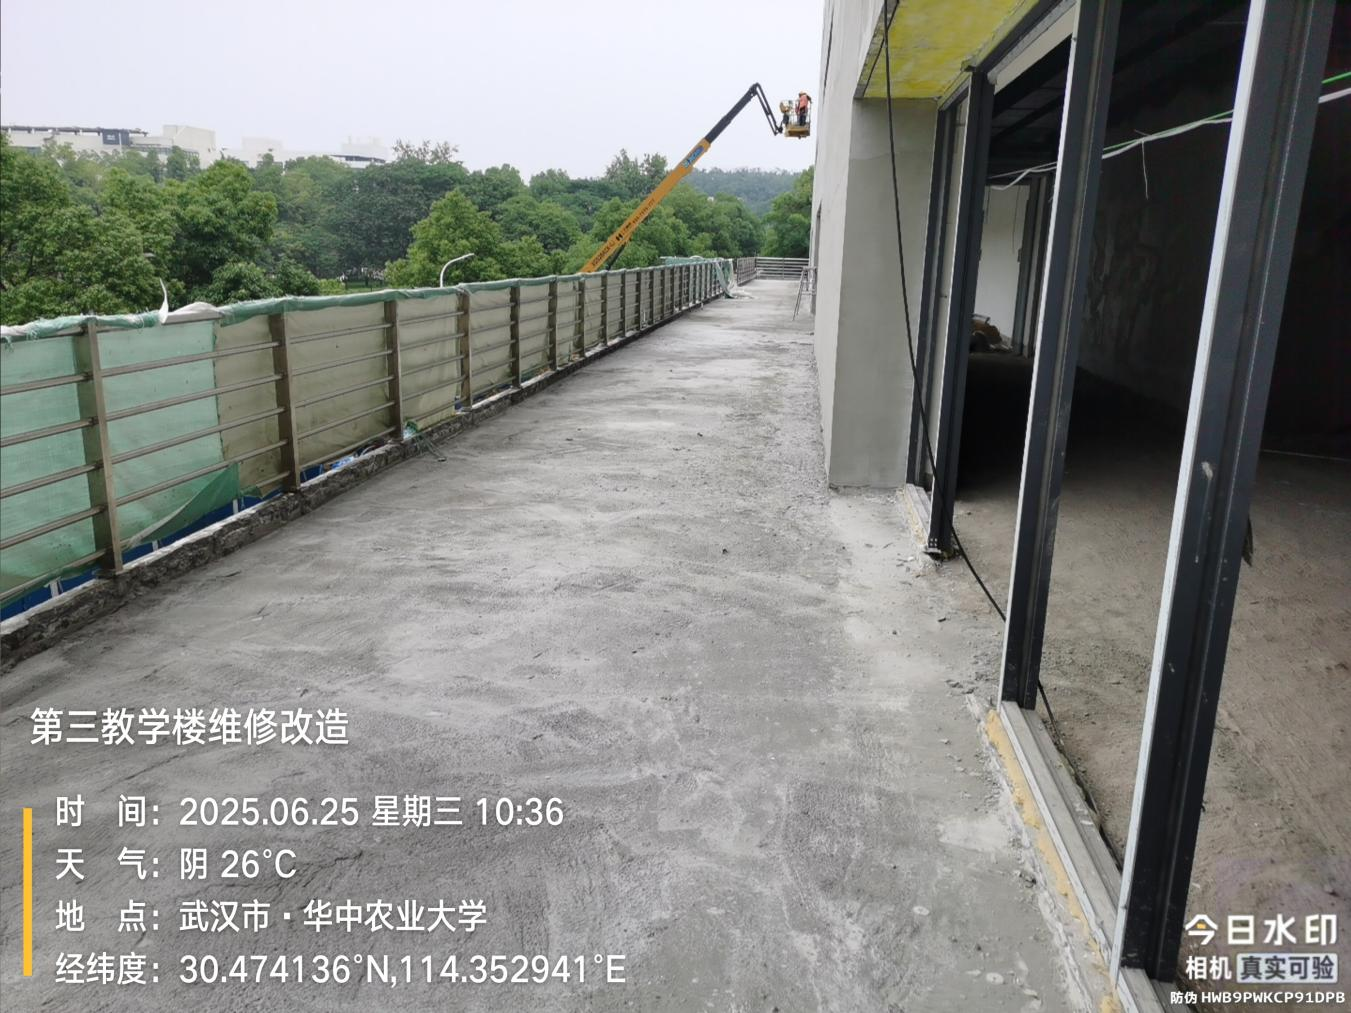 第三教学楼维修改造
时 间：2025.06.25 星期三 10:36
天 气：阴 26°C
地 点：武汉市·华中农业大学
经纬度：30.474136°N,114.352941°E
今日水印
相机 真实可验
防伪 HWB9PWKCP91DPB